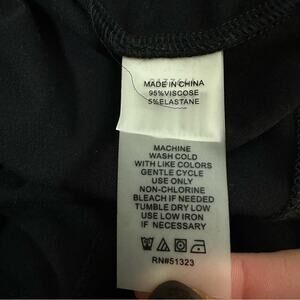 MADE IN CHINA
95%VISCOSE
5%ELASTANE
MACHINE
WASH COLD
WITH LIKE COLORS
GENTLE CYCLE
USE ONLY
NON-CHLORINE
BLEACH IF NEEDED
TUMBLE DRY LOW
USE LOW IRON
IF NECESSARY
RN#51323